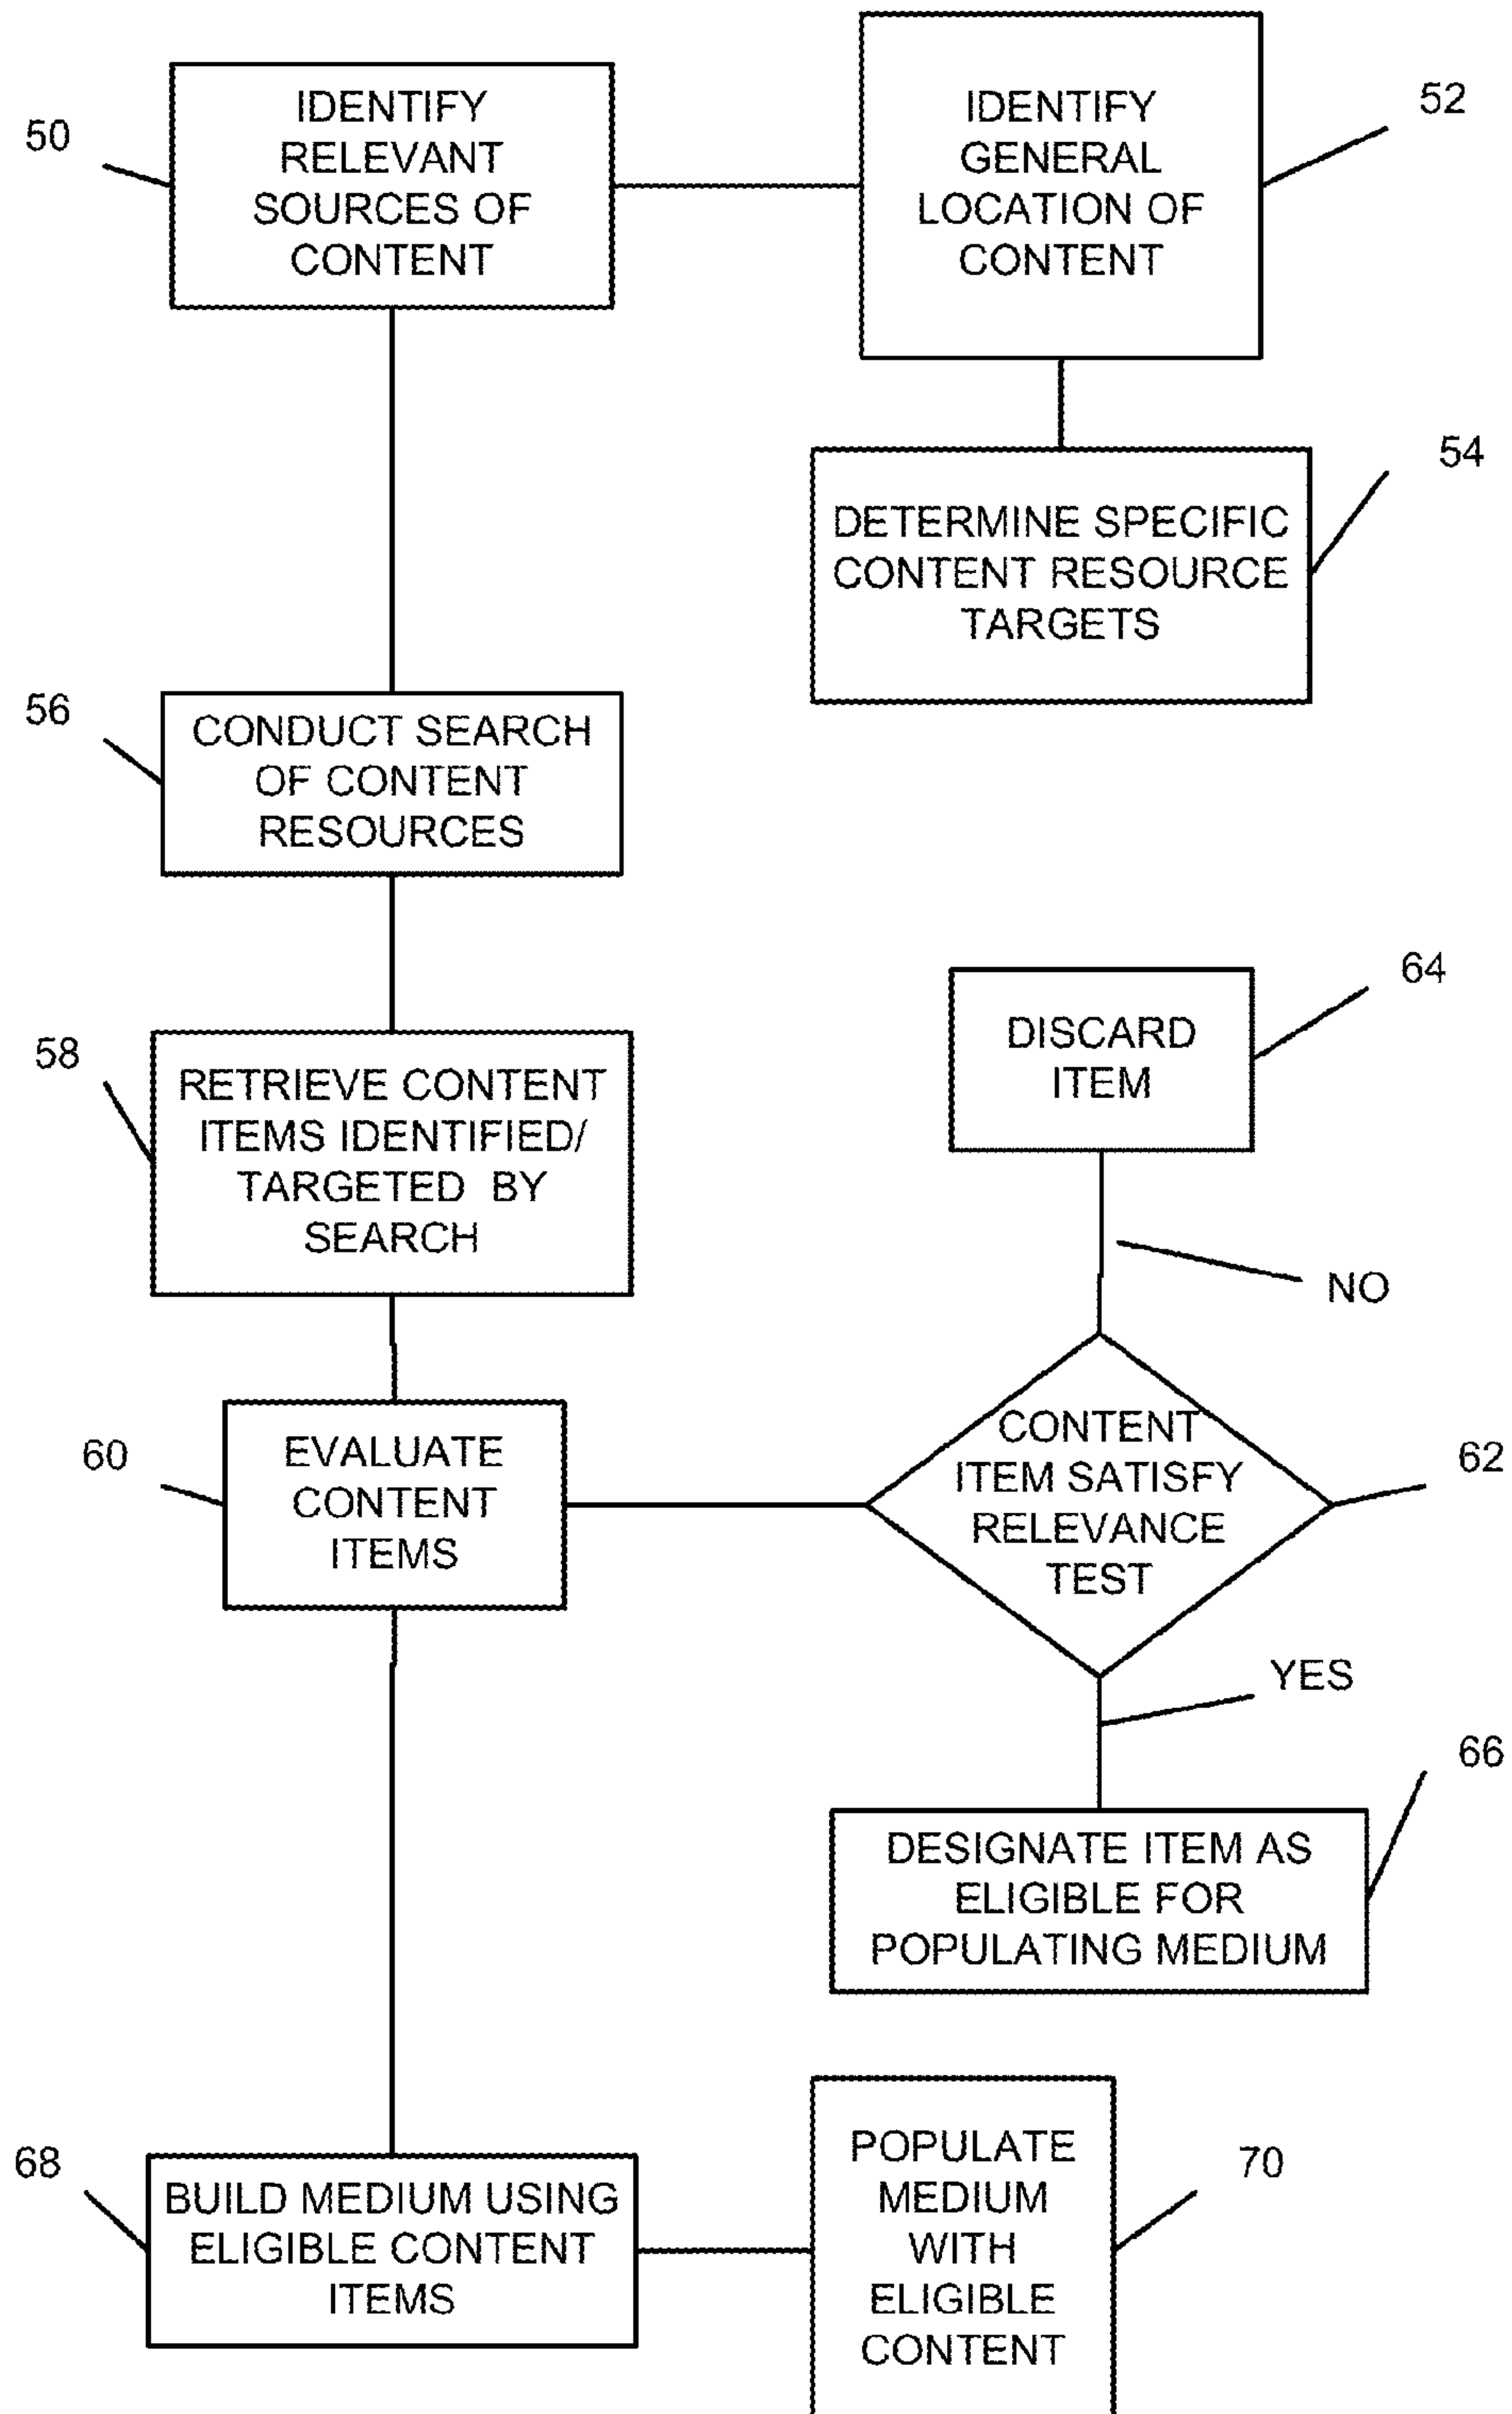 50
IDENTIFY
RELEVANT
SOURCES OF
CONTENT
IDENTIFY
GENERAL
LOCATION OF
CONTENT
52
DETERMINE SPECIFIC
CONTENT RESOURCE
TARGETS
54
56
CONDUCT SEARCH
OF CONTENT
RESOURCES
58
RETRIEVE CONTENT
ITEMS IDENTIFIED/
TARGETED BY
SEARCH
DISCARD
ITEM
64
NO
60
EVALUATE
CONTENT
ITEMS
CONTENT
ITEM SATISFY
RELEVANCE
TEST
62
YES
66
DESIGNATE ITEM AS
ELIGIBLE FOR
POPULATING MEDIUM
68
BUILD MEDIUM USING
ELIGIBLE CONTENT
ITEMS
POPULATE
MEDIUM
WITH
ELIGIBLE
CONTENT
70